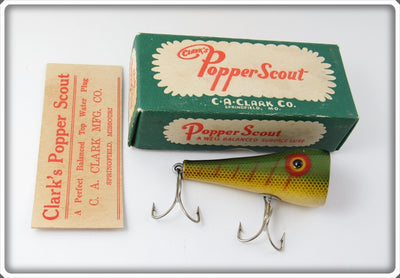 Clark's
Popper Scout
C. A. CLARK CO.
SPRINGFIELD, MO.
Popper Scout
A WELL BALANCED SURFACE LURE
Clark's Popper Scout
A Perfect Balanced Top Water Plug
C. A. CLARK MFG. CO.
SPRINGFIELD, MISSOURI